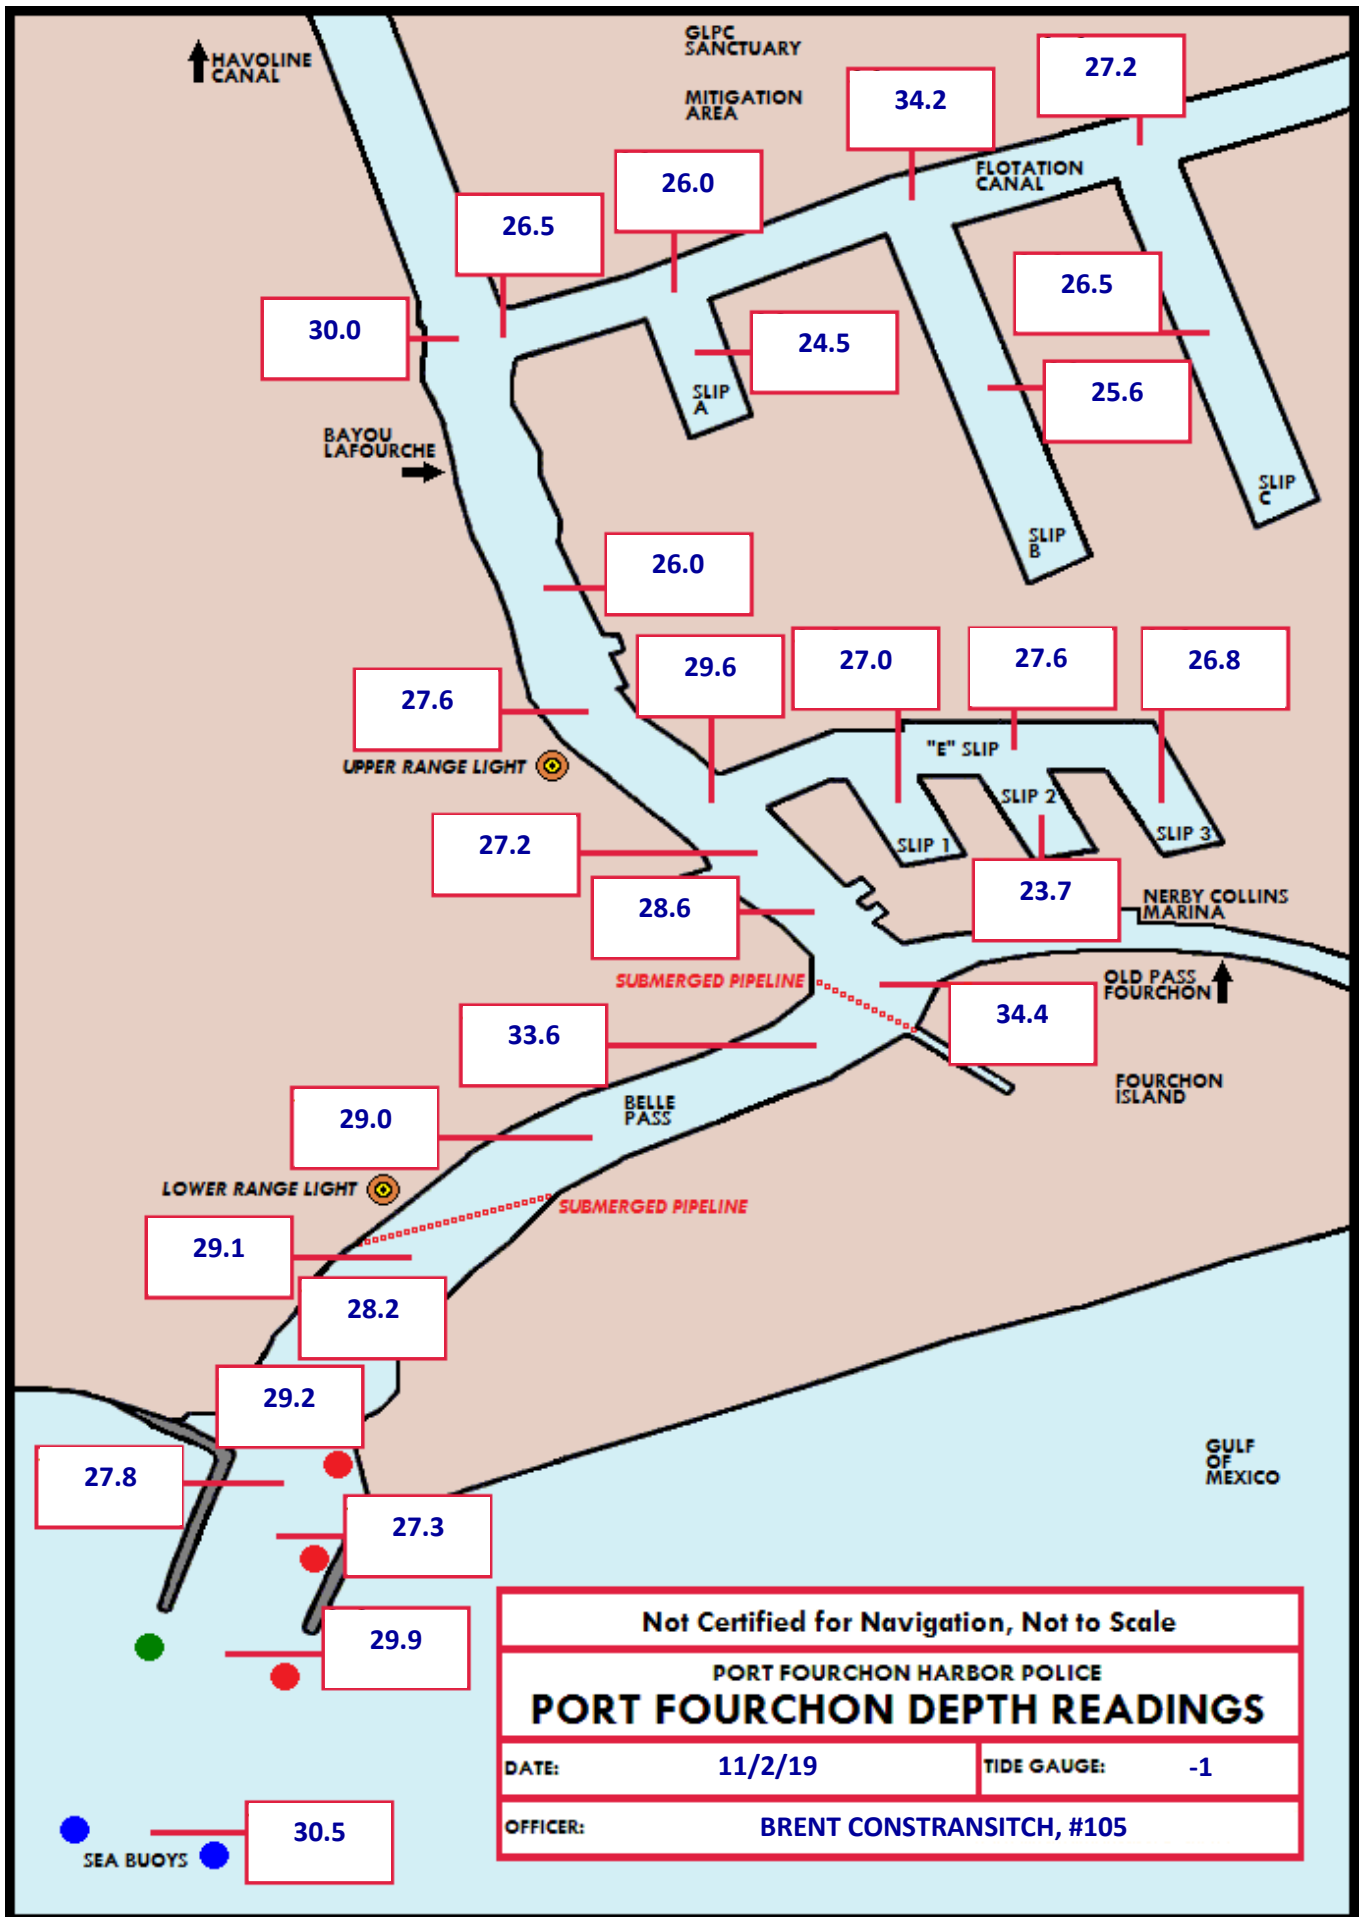 GLPC
SANCTUARY
HAVOLINE
CANAL
27.2
MITIGATION
AREA
34.2
FLOTATION
CANAL
26.0
26.5
26.5
30.0
24.5
25.6
SLIP
A
BAYOU
LAFOURCHE
SLIP
C
SLIP
B
26.0
29.6
27.0
27.6
26.8
27.6
"E" SLIP
UPPER RANGE LIGHT
SLIP 2
SLIP 1
SLIP 3
27.2
23.7
28.6
NERBY COLLINS
MARINA
SUBMERGED PIPELINE
OLD PASS
FOURCHON
34.4
33.6
FOURCHON
ISLAND
BELLE
PASS
29.0
LOWER RANGE LIGHT
SUBMERGED PIPELINE
29.1
28.2
29.2
GULF
OF
MEXICO
27.8
27.3
29.9
Not Certified for Navigation, Not to Scale
PORT FOURCHON HARBOR POLICE
PORT FOURCHON DEPTH READINGS
DATE: 11/2/19 TIDE GAUGE: -1
OFFICER: BRENT CONSTRANSITCH, #105
30.5
SEA BUOYS